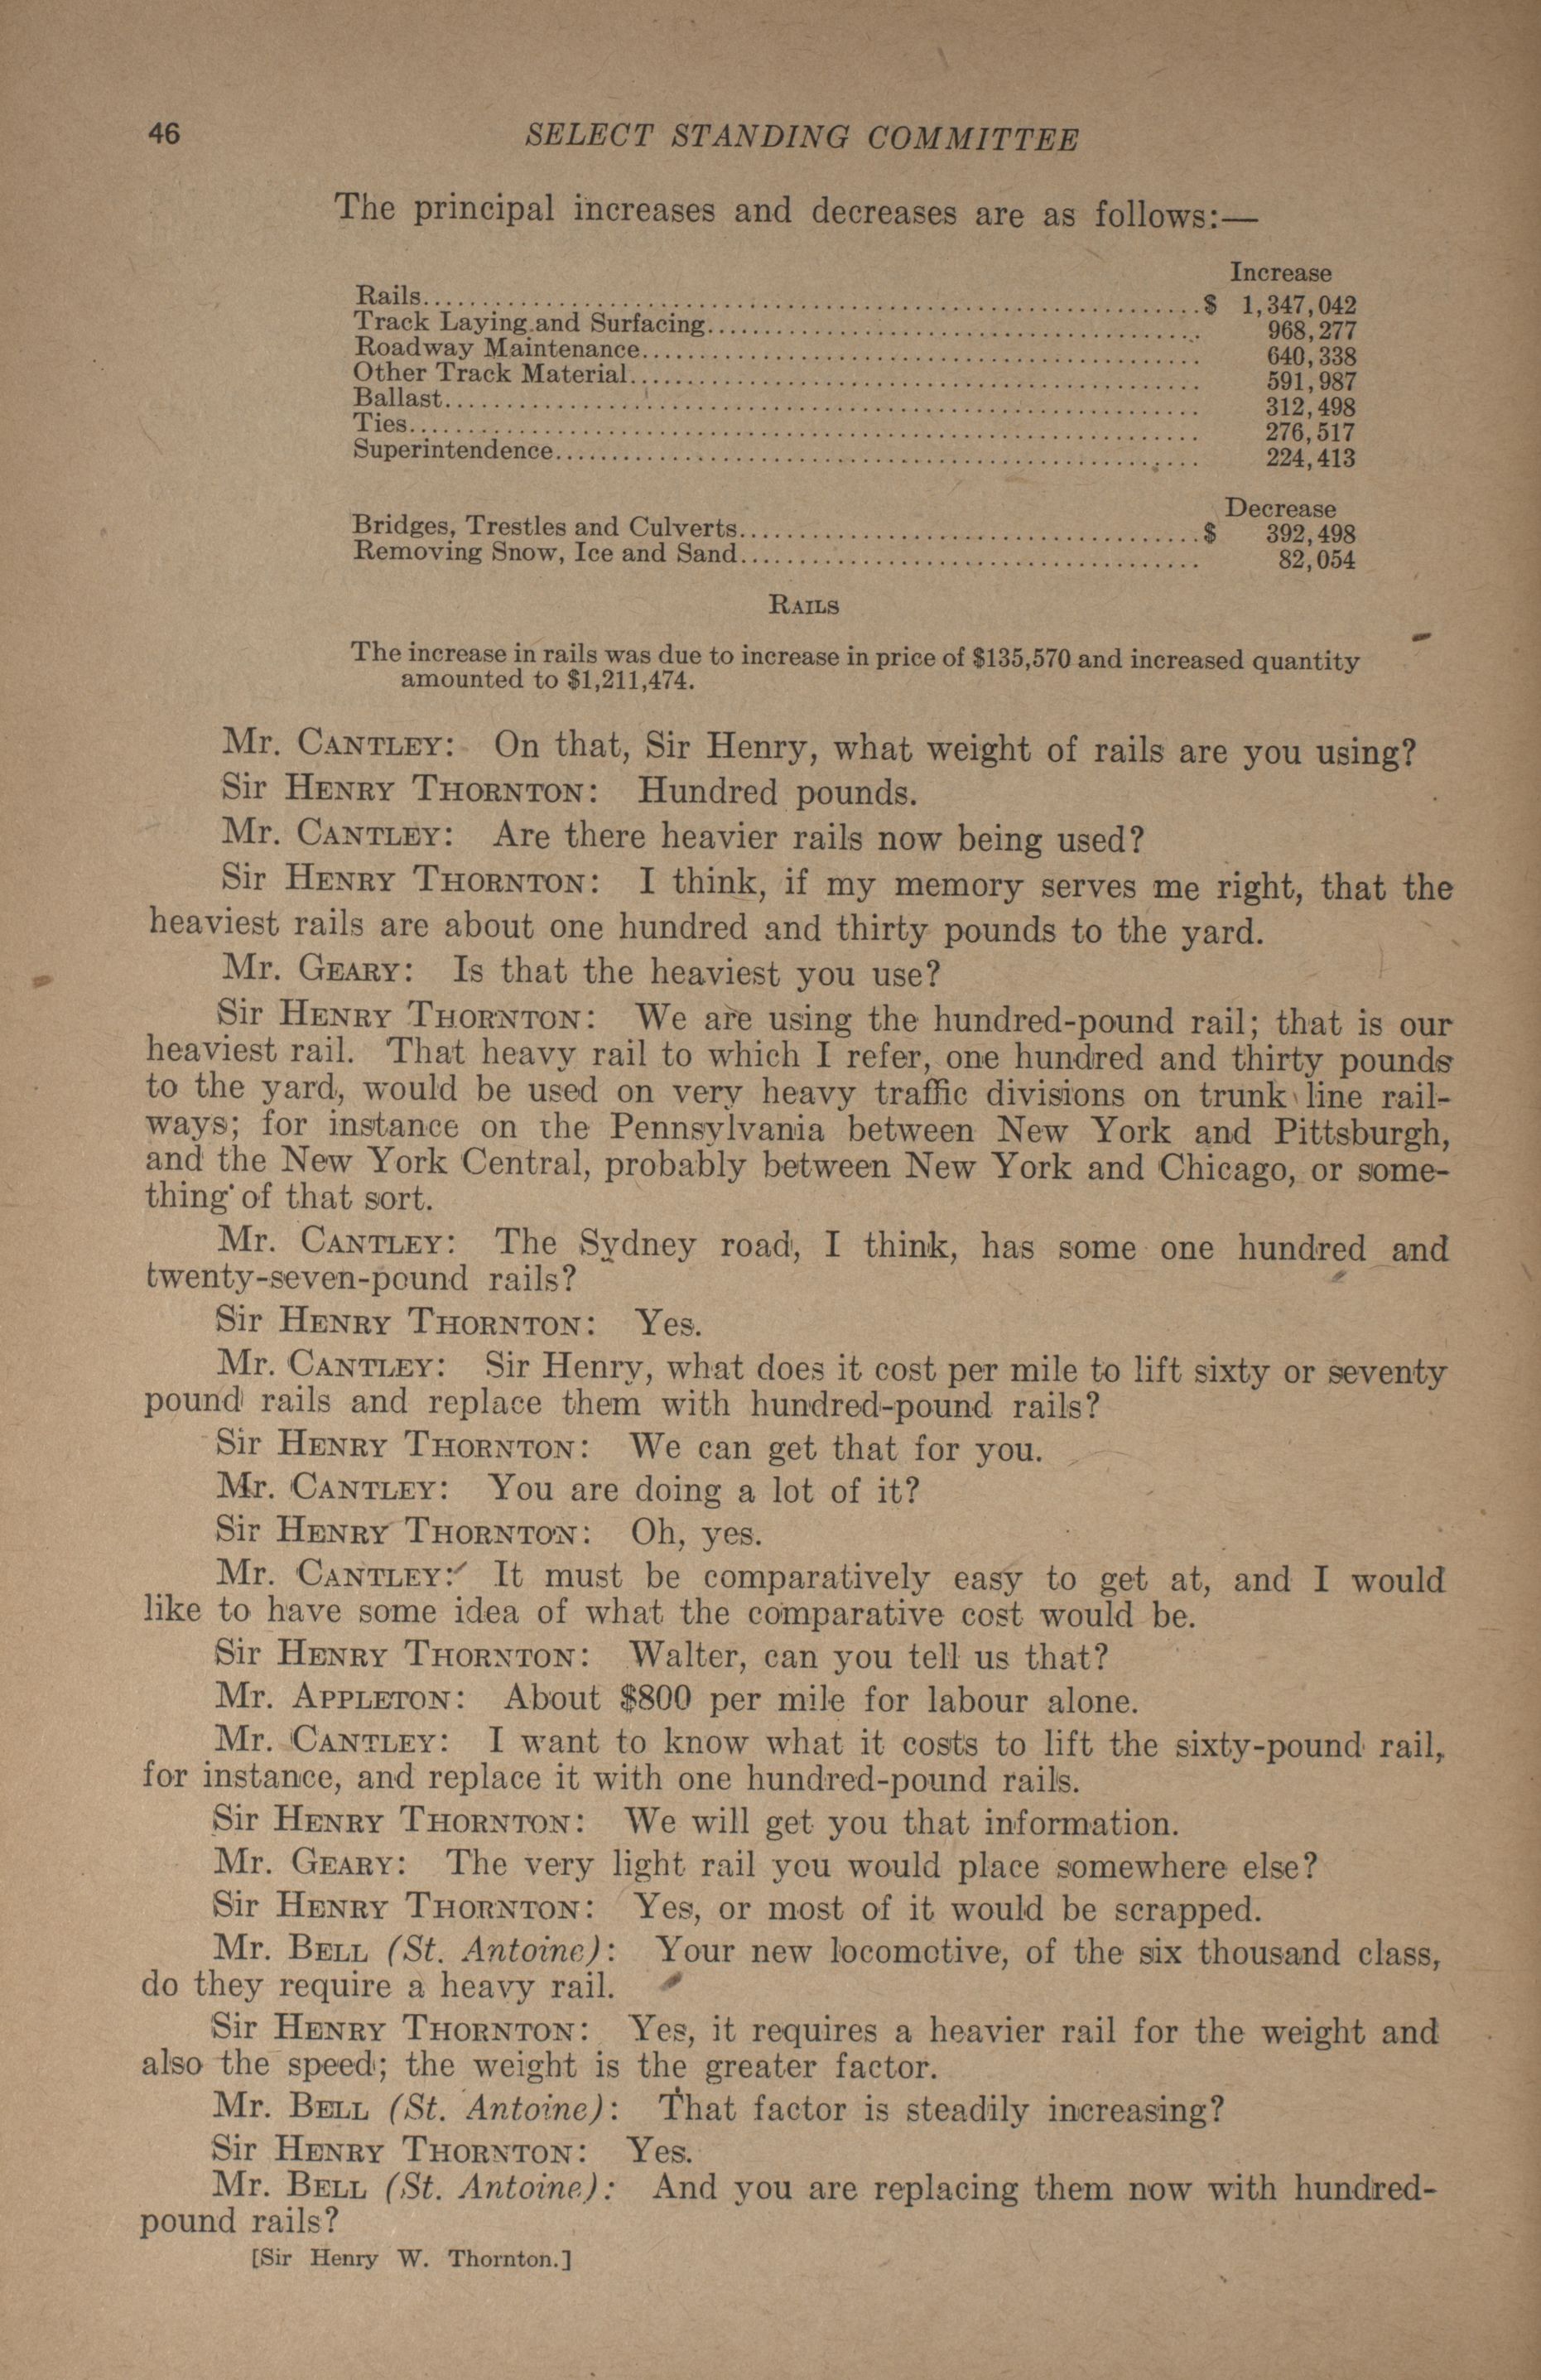 46 SELECT STANDING COMMITTEE
The principal increases and decreases are as follows:—
Increase
Rails........ $ 1,347,042
Track Laying and Surfacing........ 968,277
Roadway Maintenance........ 640,338
Other Track Material........ 591,987
Ballast........ 312,498
Ties........ 276,517
Superintendence........ 224,413
Decrease
Bridges, Trestles and Culverts........ $ 392,498
Removing Snow, Ice and Sand........ 82,054
RAILS
The increase in rails was due to increase in price of $135,570 and increased quantity
amounted to $1,211,474.
Mr. CANTLEY: On that, Sir Henry, what weight of rails are you using?
Sir HENRY THORNTON: Hundred pounds.
Mr. CANTLEY: Are there heavier rails now being used?
Sir HENRY THORNTON: I think, if my memory serves me right, that the
heaviest rails are about one hundred and thirty pounds to the yard.
Mr. GEARY: Is that the heaviest you use?
Sir HENRY THORNTON: We are using the hundred-pound rail; that is our
heaviest rail. That heavy rail to which I refer, one hundred and thirty pounds
to the yard, would be used on very heavy traffic divisions on trunk line rail-
ways; for instance on the Pennsylvania between New York and Pittsburgh,
and the New York Central, probably between New York and Chicago, or some-
thing of that sort.
Mr. CANTLEY: The Sydney road, I think, has some one hundred and
twenty-seven-pound rails?
Sir HENRY THORNTON: Yes.
Mr. CANTLEY: Sir Henry, what does it cost per mile to lift sixty or seventy
pound rails and replace them with hundred-pound rails?
Sir HENRY THORNTON: We can get that for you.
Mr. CANTLEY: You are doing a lot of it?
Sir HENRY THORNTON: Oh, yes.
Mr. CANTLEY: It must be comparatively easy to get at, and I would
like to have some idea of what the comparative cost would be.
Sir HENRY THORNTON: Walter, can you tell us that?
Mr. APPLETON: About $800 per mile for labour alone.
Mr. CANTLEY: I want to know what it costs to lift the sixty-pound rail,
for instance, and replace it with one hundred-pound rails.
Sir HENRY THORNTON: We will get you that information.
Mr. GEARY: The very light rail you would place somewhere else?
Sir HENRY THORNTON: Yes, or most of it would be scrapped.
Mr. BELL (St. Antoine): Your new locomotive, of the six thousand class,
do they require a heavy rail.
Sir HENRY THORNTON: Yes, it requires a heavier rail for the weight and
also the speed; the weight is the greater factor.
Mr. BELL (St. Antoine): That factor is steadily increasing?
Sir HENRY THORNTON: Yes.
Mr. BELL (St. Antoine): And you are replacing them now with hundred-
pound rails?
[Sir Henry W. Thornton.]